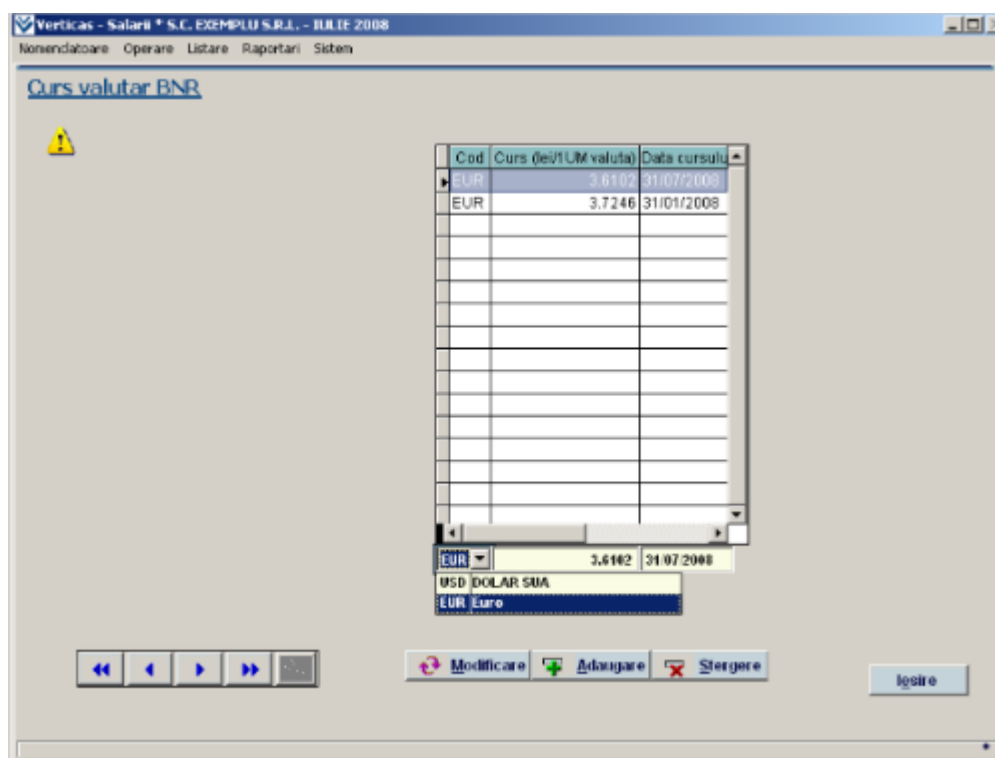 Verticas - Salarii * S.C. EXEMPLU S.R.L. - IULIE 2008
Nomenclatoare Operare Listare Raportari Sistem
Curs valutar BNR
Cod Curs (lei/1UM valuta) Data cursulu
EUR 3.6102 31/07/2008
EUR 3.7246 31/01/2008
EUR 3.6102 31/07/2008
USD DOLAR SUA
EUR Euro
Modificare Adaugare Stergere
Iesire